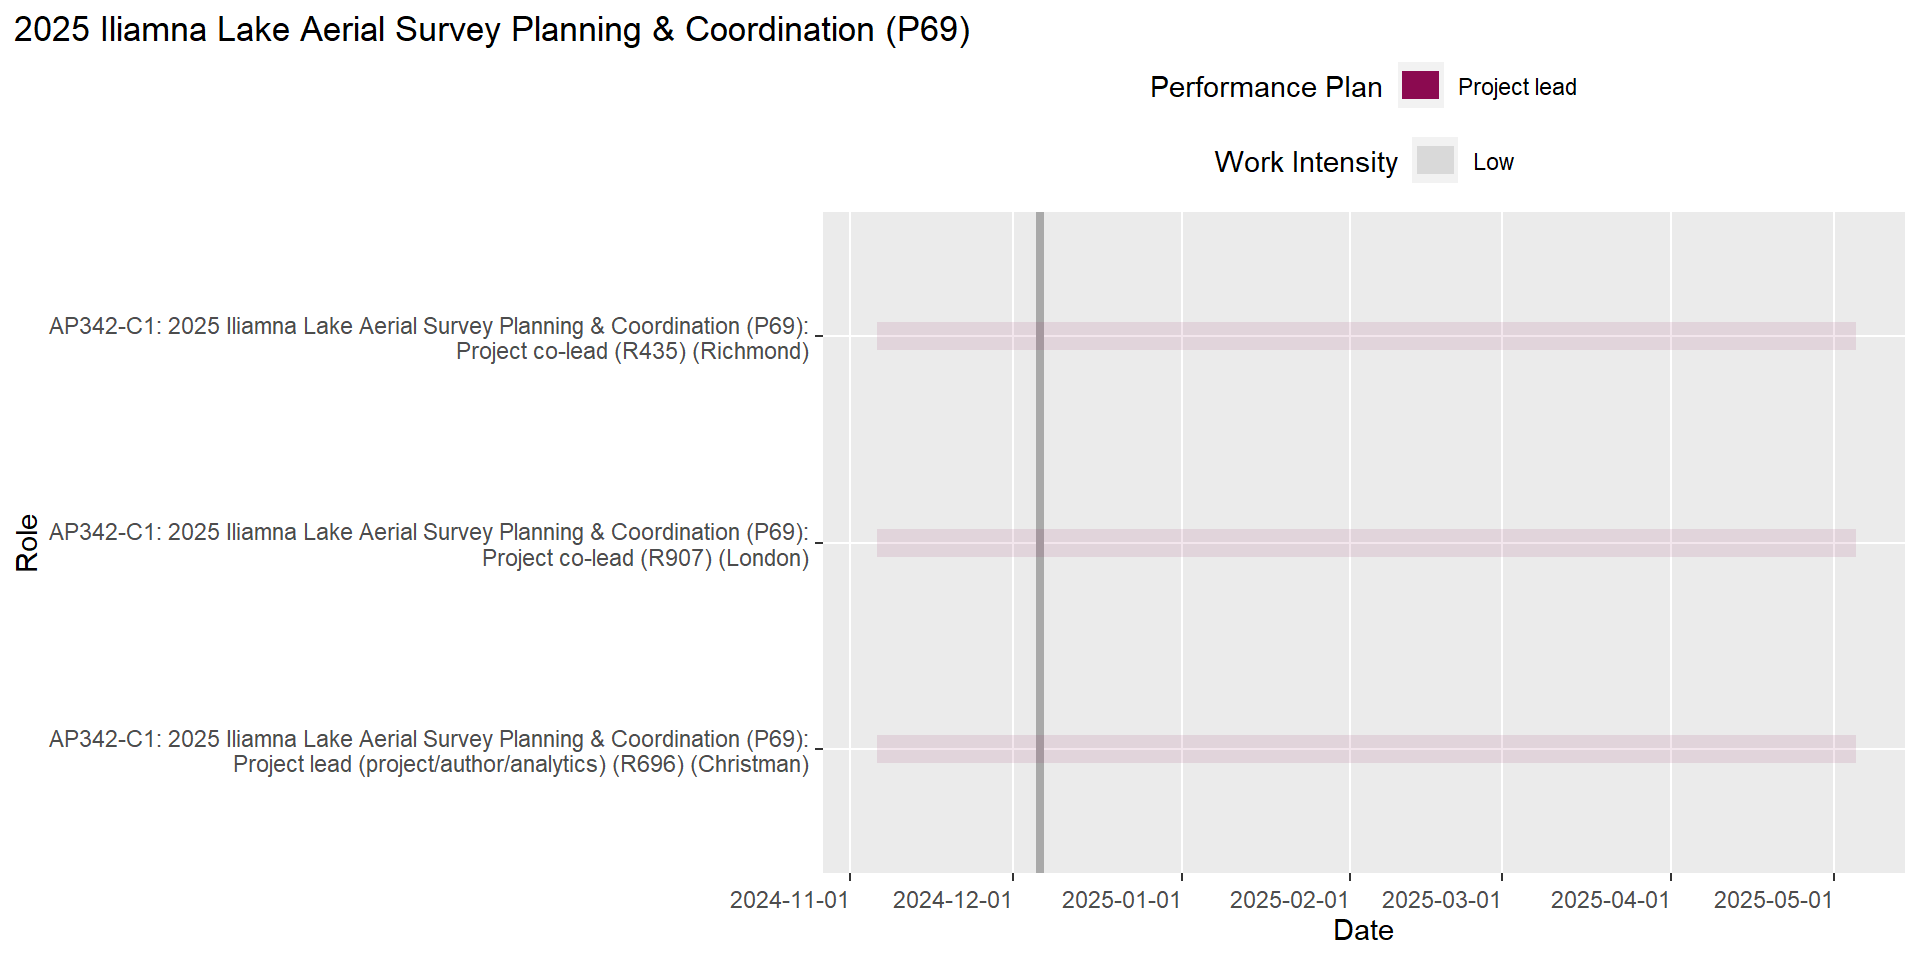 2025 Iliamna Lake Aerial Survey Planning & Coordination (P69)
Performance Plan
Project lead
Work Intensity
Low
AP342-C1: 2025 Iliamna Lake Aerial Survey Planning & Coordination (P69):
Project co-lead (R435) (Richmond)
AP342-C1: 2025 Iliamna Lake Aerial Survey Planning & Coordination (P69):
Project co-lead (R907) (London)
AP342-C1: 2025 Iliamna Lake Aerial Survey Planning & Coordination (P69):
Project lead (project/author/analytics) (R696) (Christman)
Role
2024-11-01
2024-12-01
2025-01-01
2025-02-01
2025-03-01
2025-04-01
2025-05-01
Date